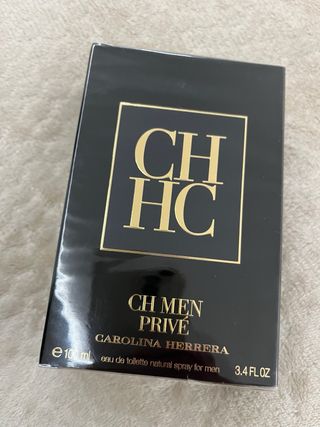 CH
HC
CH MEN
PRIVÉ
CAROLINA HERRERA
℮ 100 ml eau de toilette natural spray for men 3.4 FL OZ